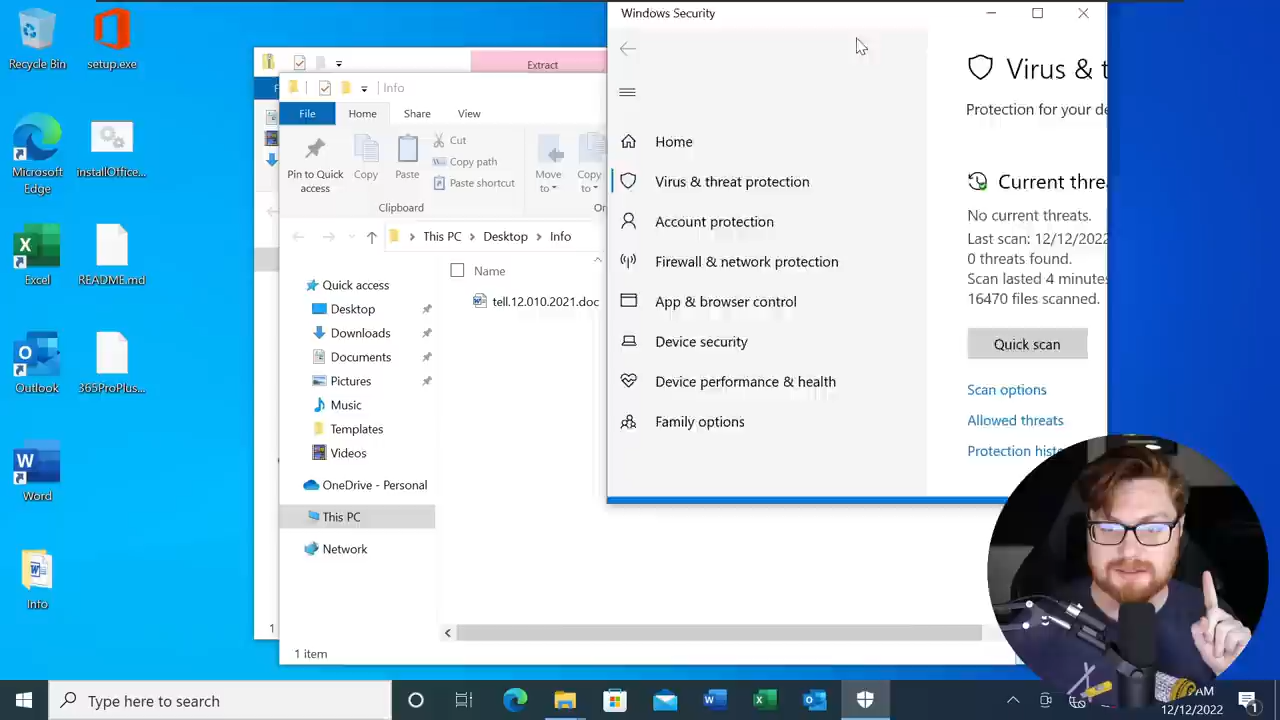 Recycle Bin
setup.exe
Microsoft
Edge
installOffice...
Excel
README.md
Outlook
365ProPlus...
Word
Info
Extract
Info
File
Home
Share
View
Pin to Quick
access
Copy
Paste
Cut
Copy path
Paste shortcut
Move
to
Copy
to
Clipboard
This PC
Desktop
Info
Name
tell.12.010.2021.doc
Quick access
Desktop
Downloads
Documents
Pictures
Music
Templates
Videos
OneDrive - Personal
This PC
Network
1
1 item
Windows Security
Home
Virus & threat protection
Account protection
Firewall & network protection
App & browser control
Device security
Device performance & health
Family options
Virus & t
Protection for your de
Current threa
No current threats.
Last scan: 12/12/2022
0 threats found.
Scan lasted 4 minute
16470 files scanned.
Quick scan
Scan options
Allowed threats
Protection histo
Type here to search
AM
12/12/2022
1